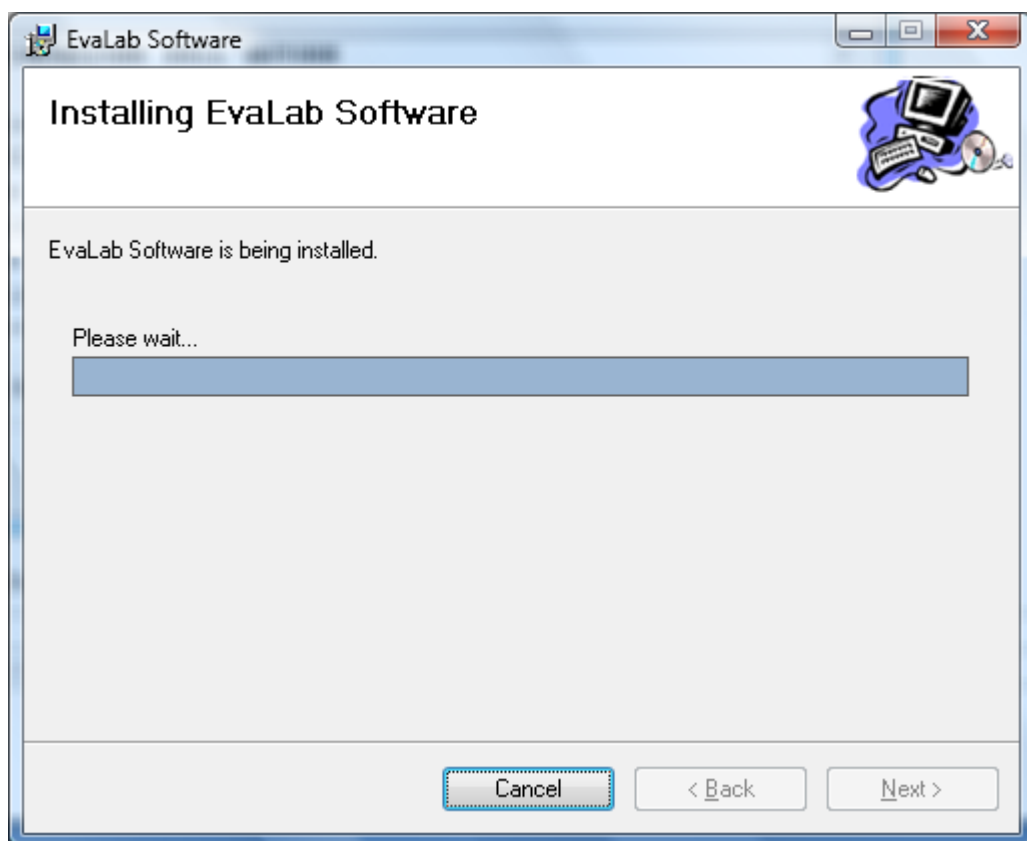 EvaLab Software
Installing EvaLab Software
EvaLab Software is being installed.
Please wait...
Cancel
< Back
Next >